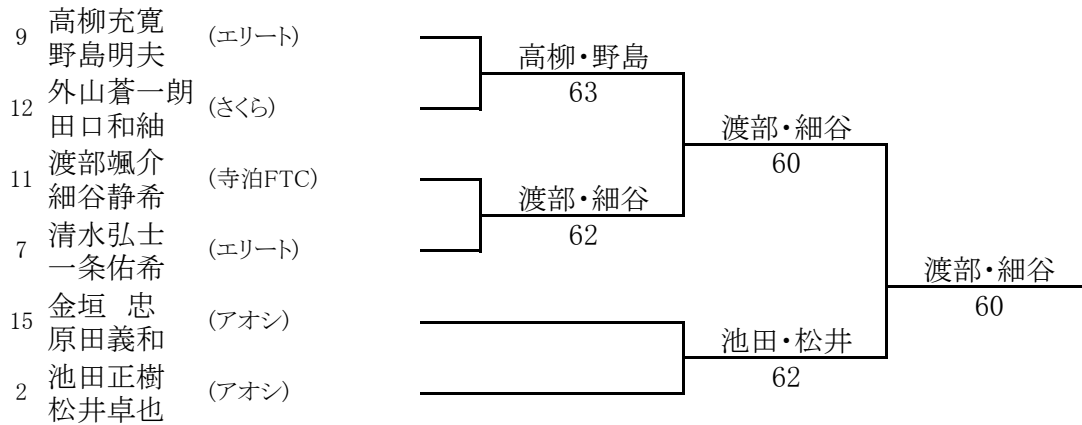 9 高柳充寛 (エリート)
野島明夫
高柳・野島
63
12 外山蒼一朗 (さくら)
田口和紬
渡部・細谷
60
11 渡部颯介 (寺泊FTC)
細谷静希
渡部・細谷
62
7 清水弘士 (エリート)
一条佑希
渡部・細谷
60
15 金垣 忠 (アオシ)
原田義和
池田・松井
62
2 池田正樹 (アオシ)
松井卓也